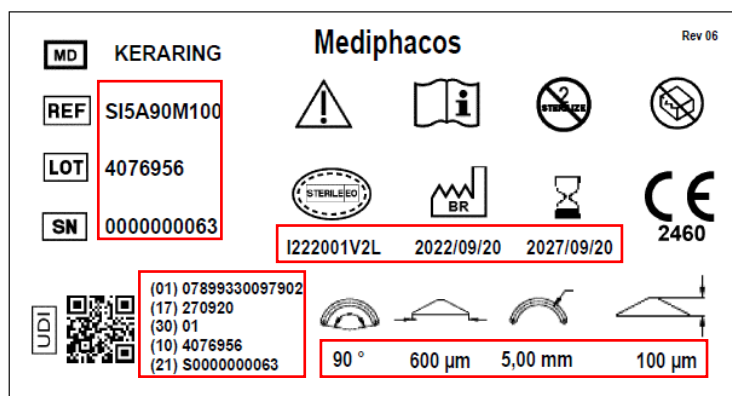 Mediphacos
Rev 06
MD KERARING
REF SI5A90M100
2
STERILIZE
LOT 4076956
STERILE EO
BR
SN 0000000063
2460
I222001V2L 2022/09/20 2027/09/20
UDI
(01) 07899330097902
(17) 270920
(30) 01
(10) 4076956
(21) S0000000063
90 ° 600 µm 5,00 mm 100 µm